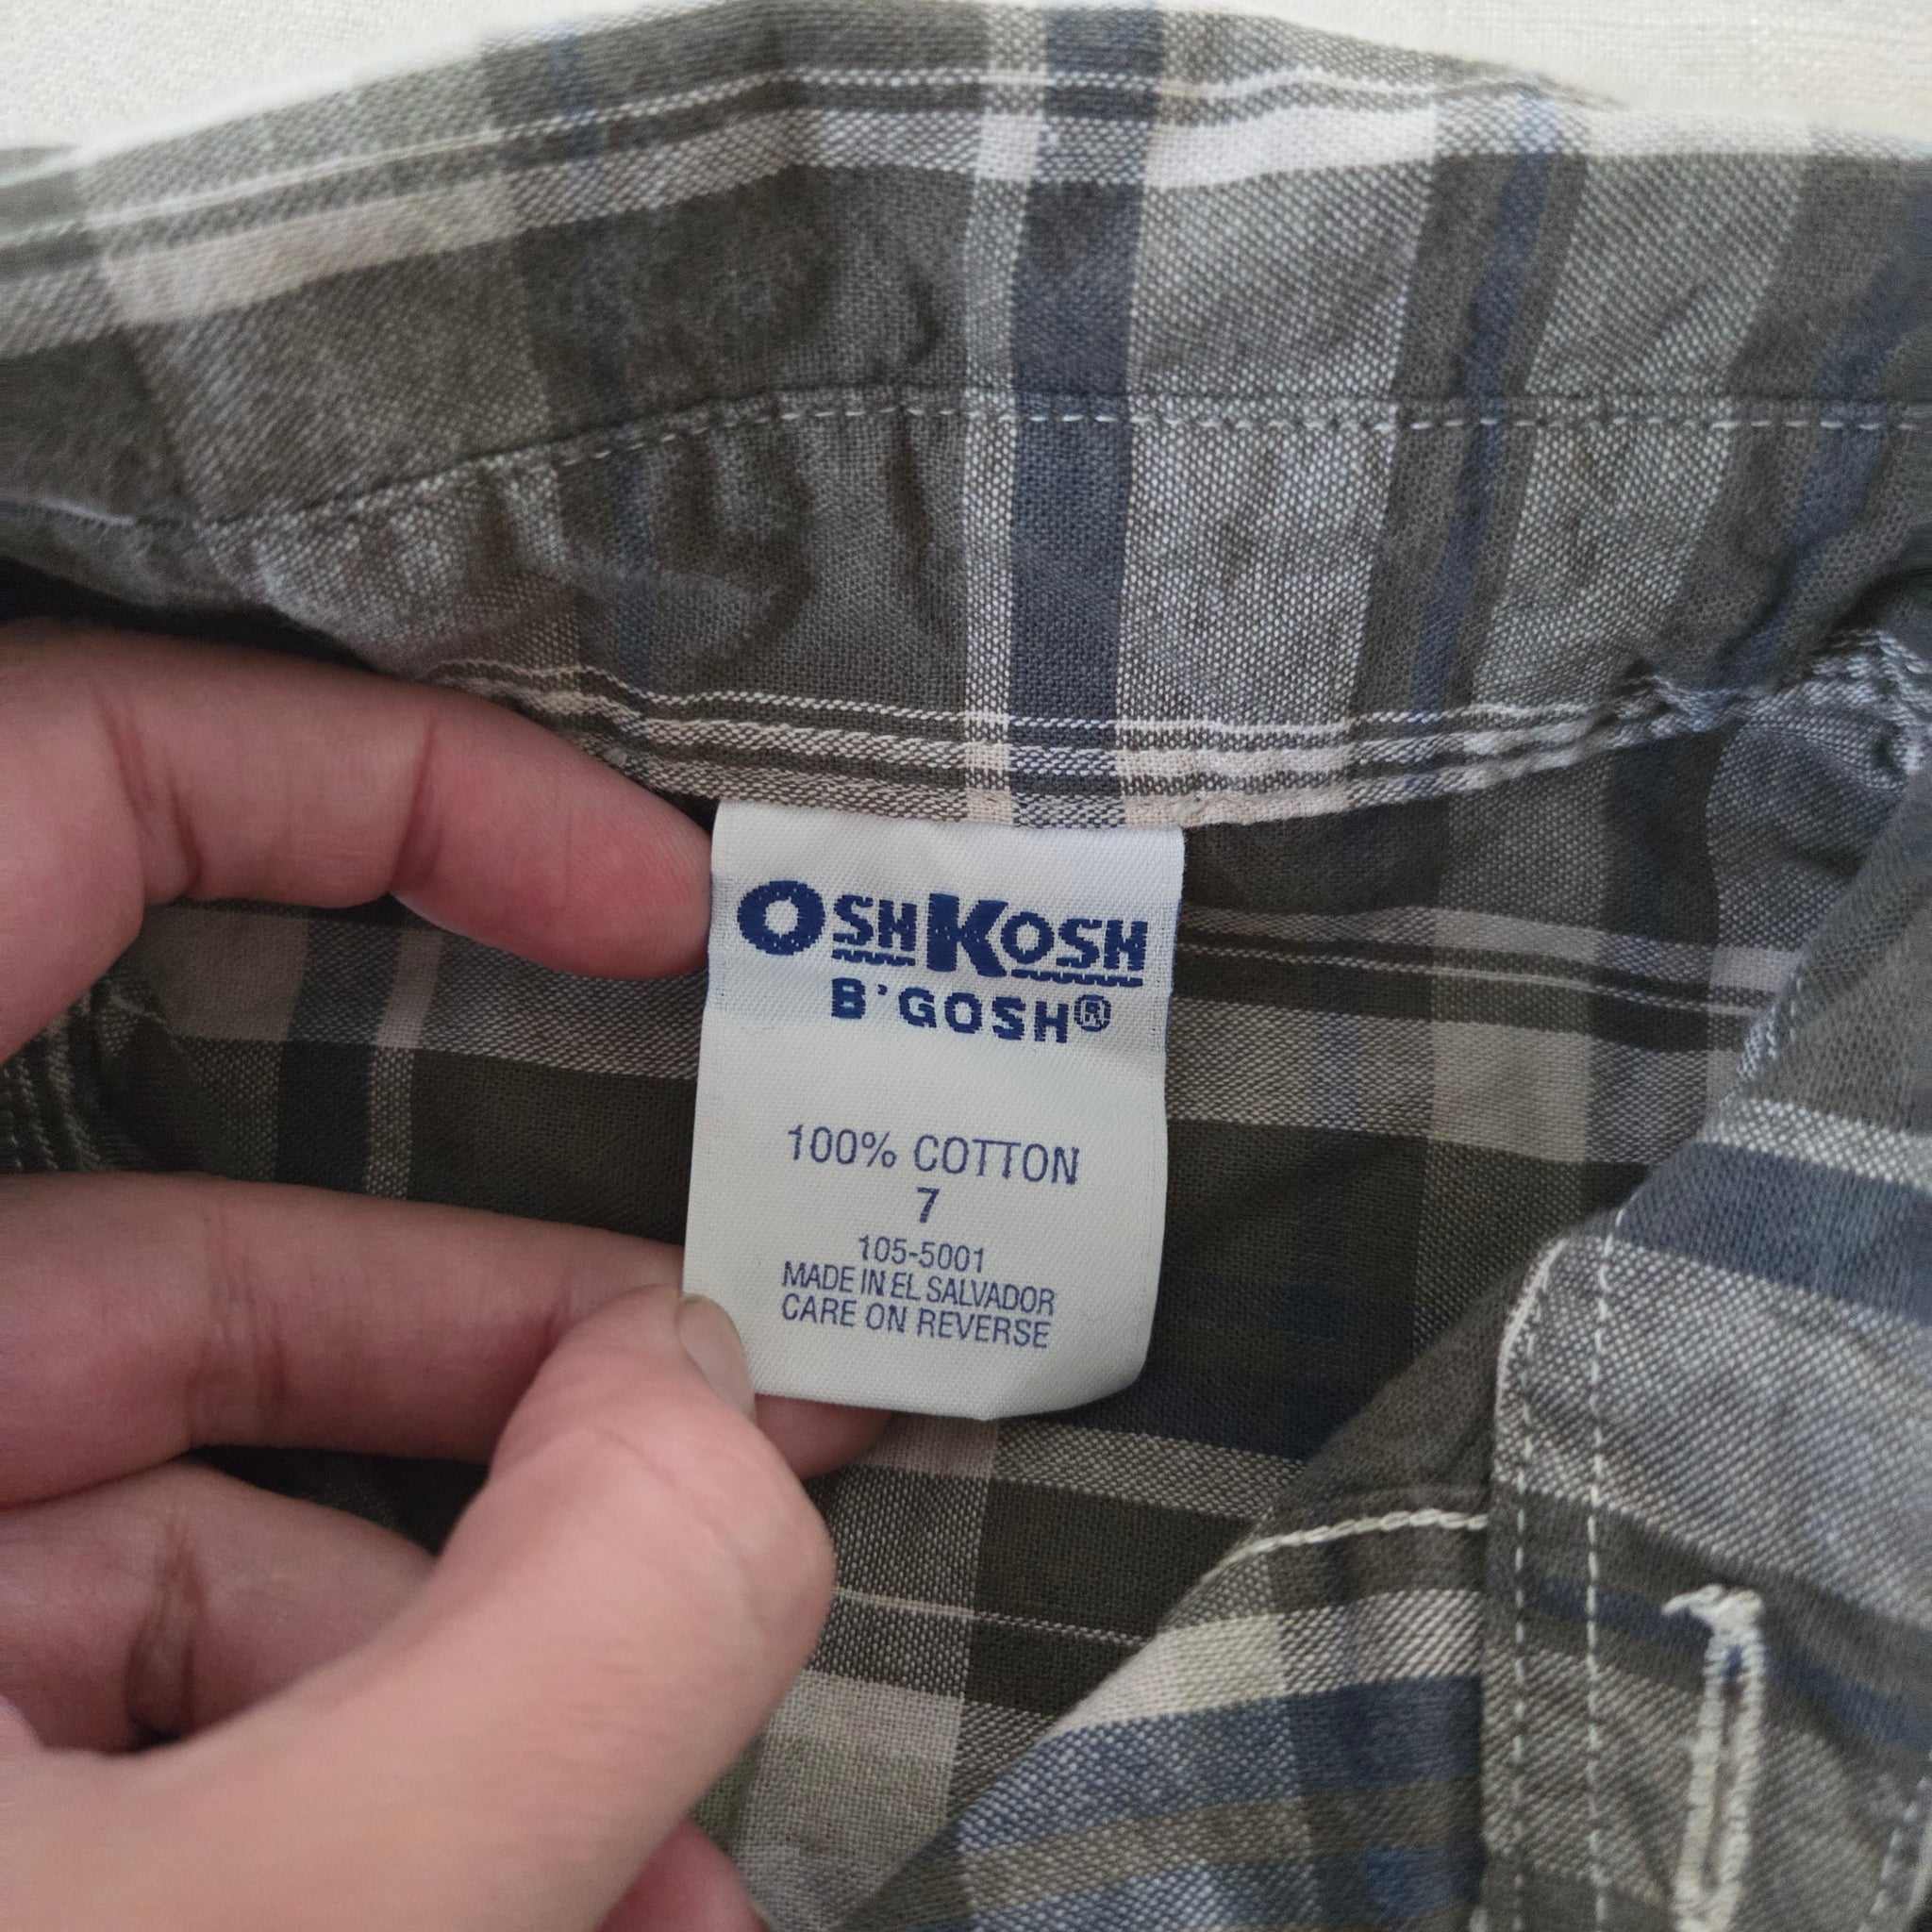 OSHKOSH
B'GOSH®
100% COTTON
7
105-5001
MADE IN EL SALVADOR
CARE ON REVERSE